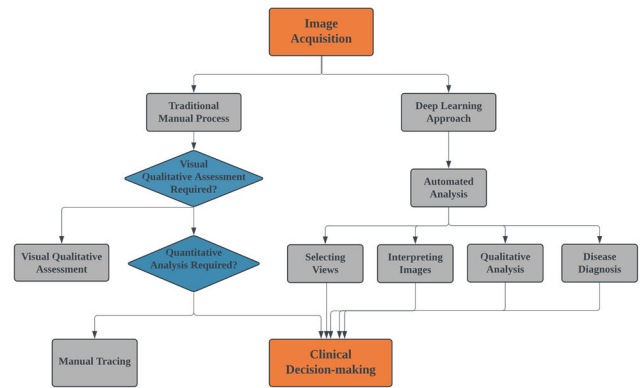 Image
Acquisition
Traditional
Manual Process
Deep Learning
Approach
Visual
Qualitative Assessment
Required?
Automated
Analysis
Visual Qualitative
Assessment
Quantitative
Analysis Required?
Selecting
Views
Interpreting
Images
Qualitative
Analysis
Disease
Diagnosis
Manual Tracing
Clinical
Decision-making